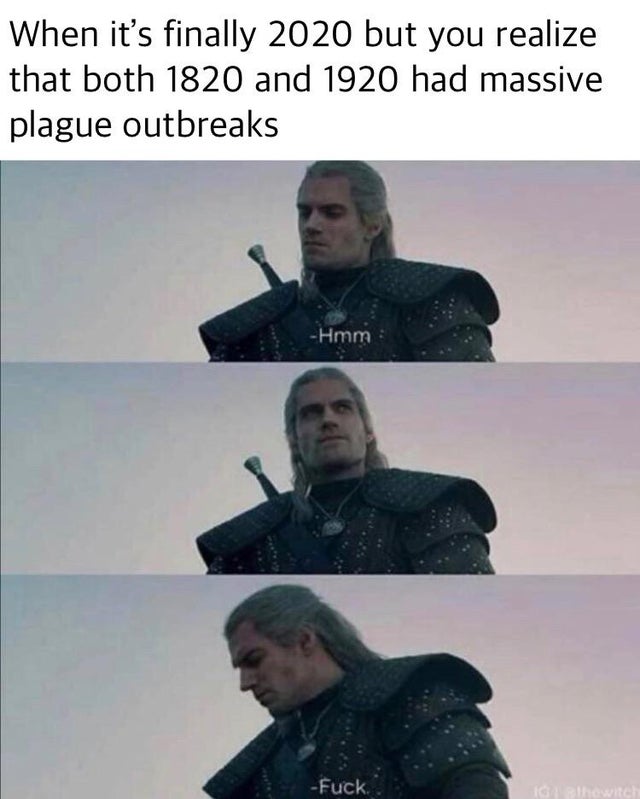 When it’s finally 2020 but you realize
that both 1820 and 1920 had massive
plague outbreaks
-Hmm
-Fuck.